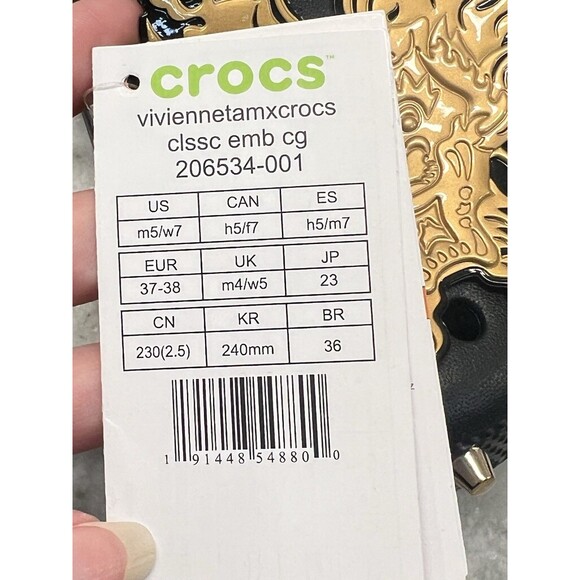 crocs™
viviennetamxcrocs
clssc emb cg
206534-001
US CAN ES
m5/w7 h5/f7 h5/m7
EUR UK JP
37-38 m4/w5 23
CN KR BR
230(2.5) 240mm 36
1 91448 54880 0